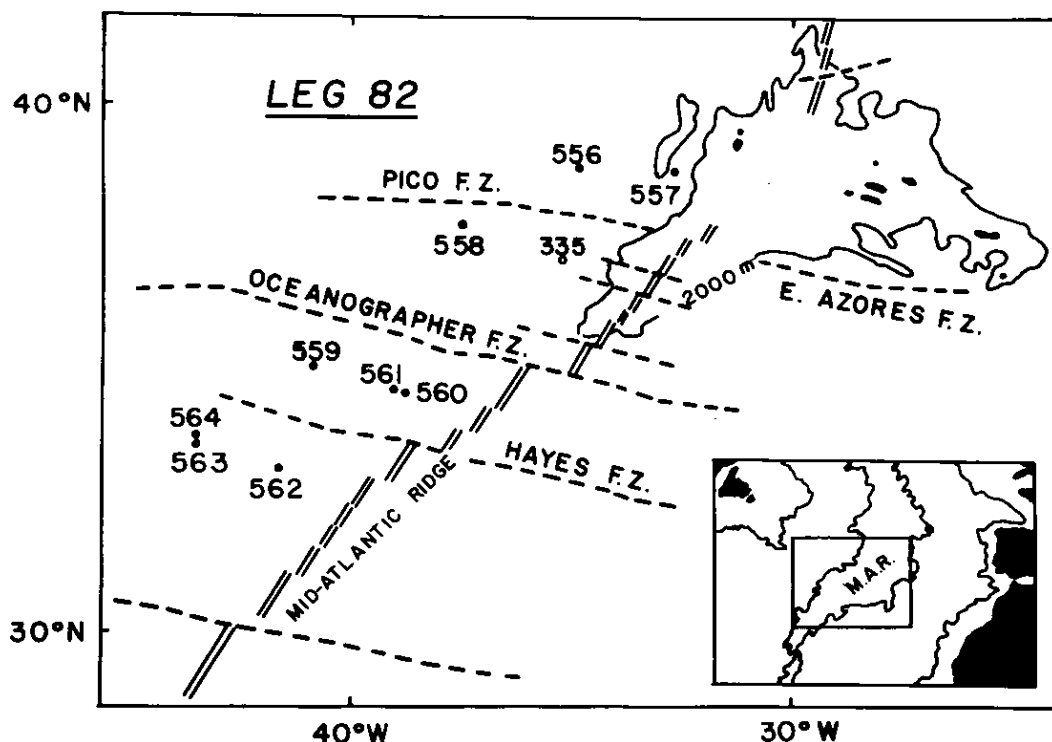 LEG 82
40°N
556
557
PICO F.Z.
558
335
2000 m
E. AZORES F.Z.
OCEANOGRAPHER F.Z.
559
561
560
564
563
562
HAYES F.Z.
MID-ATLANTIC RIDGE
M.A.R.
30°N
40°W
30°W